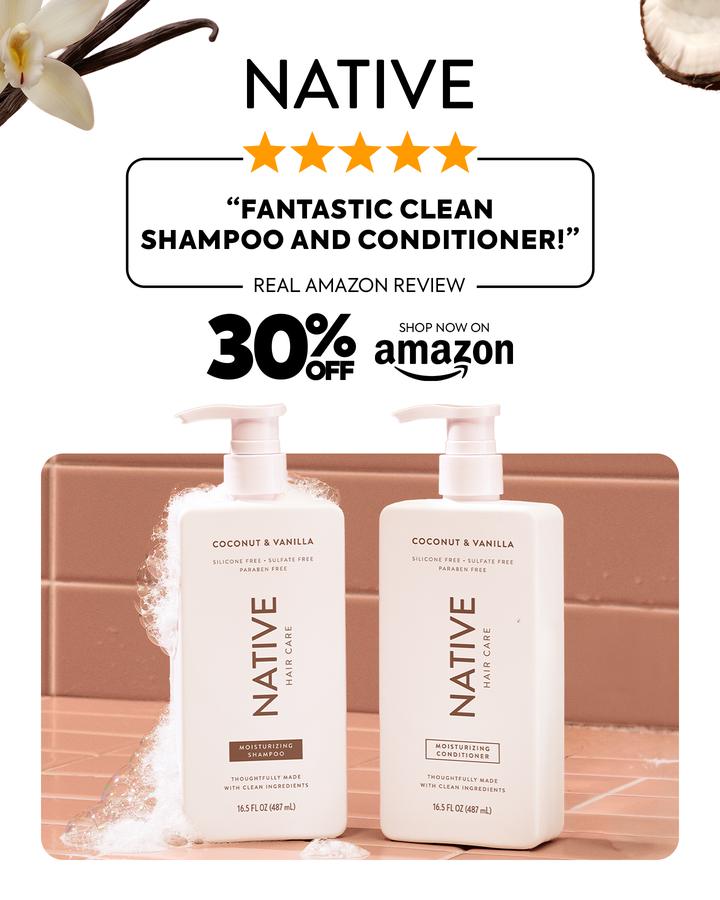 NATIVE
“FANTASTIC CLEAN
SHAMPOO AND CONDITIONER!”
REAL AMAZON REVIEW
30%
OFF
SHOP NOW ON
amazon
COCONUT & VANILLA
SILICONE FREE • SULFATE FREE
PARABEN FREE
NATIVE
HAIR CARE
MOISTURIZING
SHAMPOO
THOUGHTFULLY MADE
WITH CLEAN INGREDIENTS
16.5 FL OZ (487 mL)
COCONUT & VANILLA
SILICONE FREE • SULFATE FREE
PARABEN FREE
NATIVE
HAIR CARE
MOISTURIZING
CONDITIONER
THOUGHTFULLY MADE
WITH CLEAN INGREDIENTS
16.5 FL OZ (487 mL)